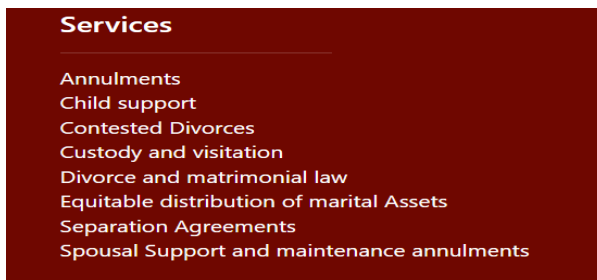 Services
Annulments
Child support
Contested Divorces
Custody and visitation
Divorce and matrimonial law
Equitable distribution of marital Assets
Separation Agreements
Spousal Support and maintenance annulments